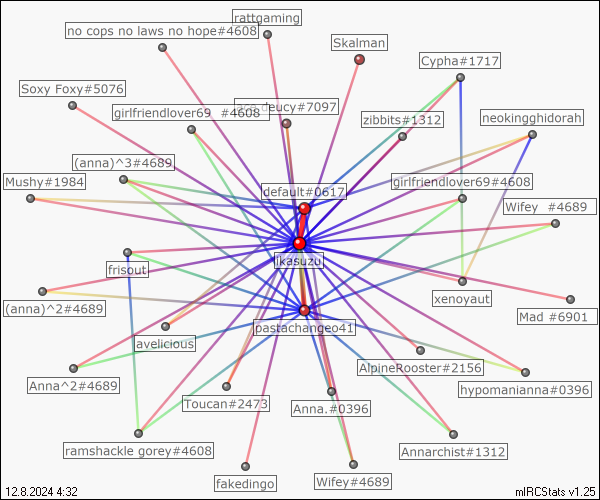 rattgaming
no cops no laws no hope#4608
Skalman
Cypha#1717
Soxy Foxy#5076
girlfriendlover69 #4608
deucy#7097
zibbits#1312
neokingghidorah
(anna)^3#4689
Mushy#1984
default#0617
girlfriendlover69#4608
Wifey #4689
ikasuzu
frisout
xenoyaut
(anna)^2#4689
Mad #6901
pastachangeo41
avelicious
AlpineRooster#2156
Anna^2#4689
hypomanianna#0396
Toucan#2473
Anna.#0396
ramshackle gorey#4608
Annarchist#1312
fakedingo
Wifey#4689
12.8.2024 4:32
mIRCStats v1.25